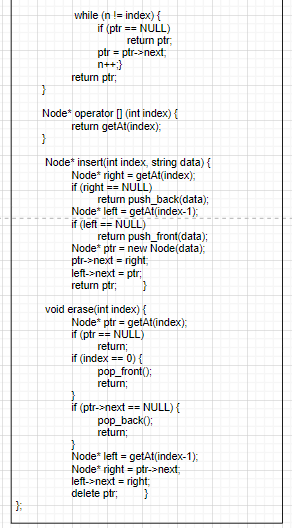 while (n != index) {
if (ptr == NULL)
return ptr;
ptr = ptr->next;
n++;}
return ptr;
}
Node* operator [] (int index) {
return getAt(index);
}
Node* insert(int index, string data) {
Node* right = getAt(index);
if (right == NULL)
return push_back(data);
Node* left = getAt(index-1);
if (left == NULL)
return push_front(data);
Node* ptr = new Node(data);
ptr->next = right;
left->next = ptr;
return ptr; }
void erase(int index) {
Node* ptr = getAt(index);
if (ptr == NULL)
return;
if (index == 0) {
pop_front();
return;
}
if (ptr->next == NULL) {
pop_back();
return;
}
Node* left = getAt(index-1);
Node* right = ptr->next;
left->next = right;
delete ptr; }
};